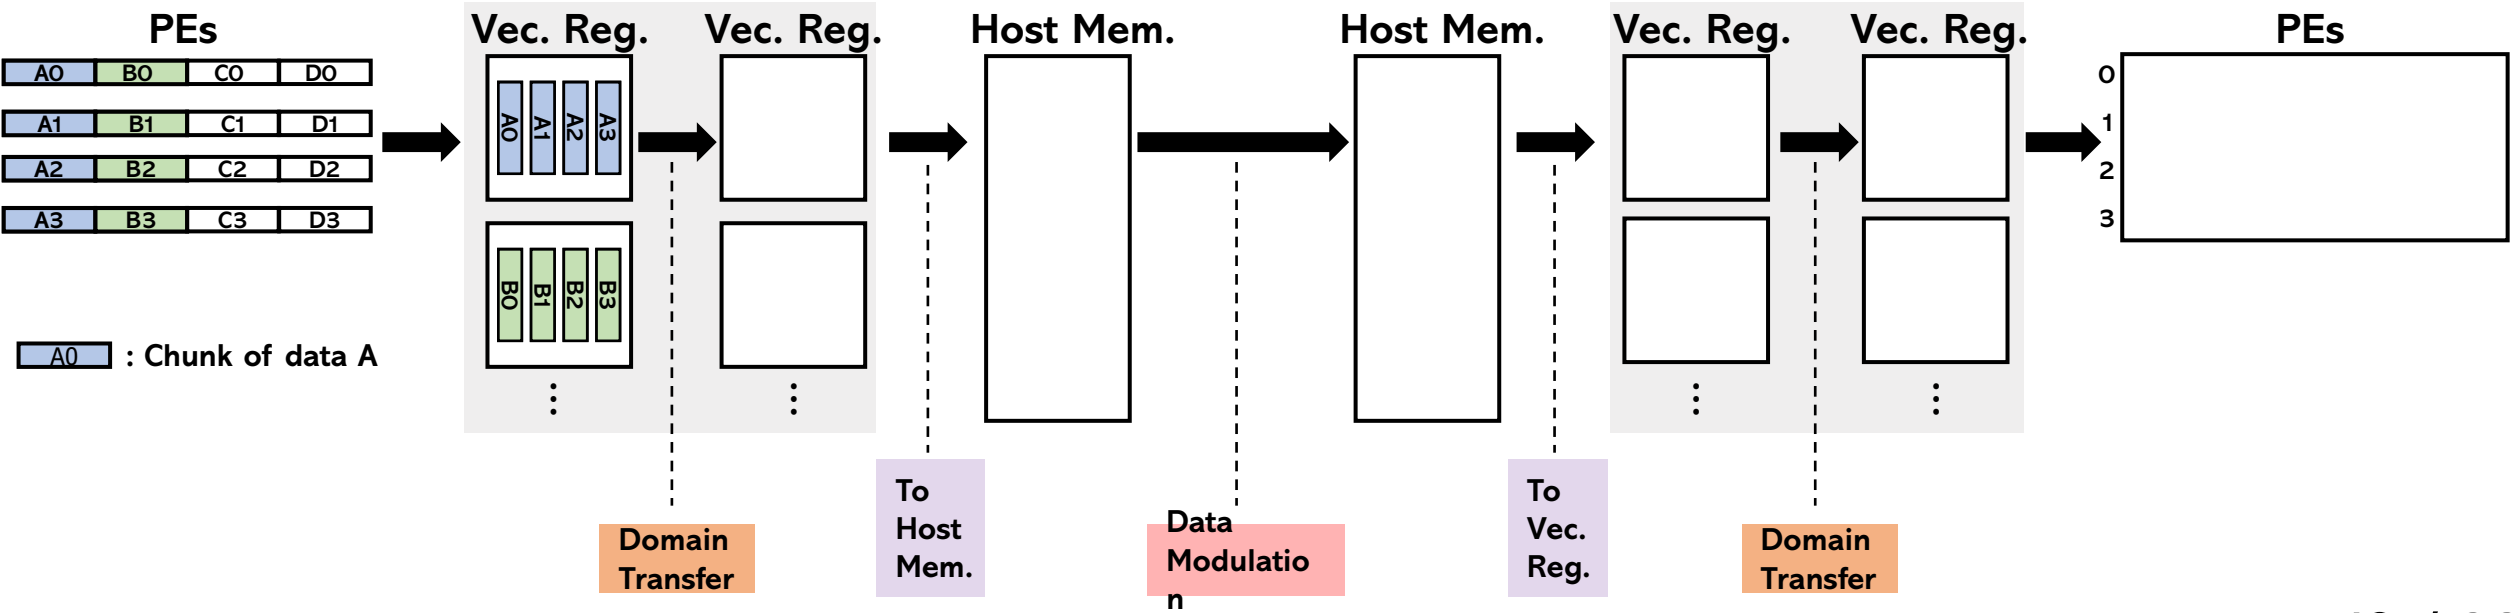 PEs
Vec. Reg.
Vec. Reg.
Host Mem.
Host Mem.
Vec. Reg.
Vec. Reg.
PEs
A0 B0 C0 D0
A1 B1 C1 D1
A2 B2 C2 D2
A3 B3 C3 D3
A0 : Chunk of data A
A0 A1 A2 A3
B0 B1 B2 B3
0
1
2
3
Domain
Transfer
To
Host
Mem.
Data
Modulatio
n
To
Vec.
Reg.
Domain
Transfer